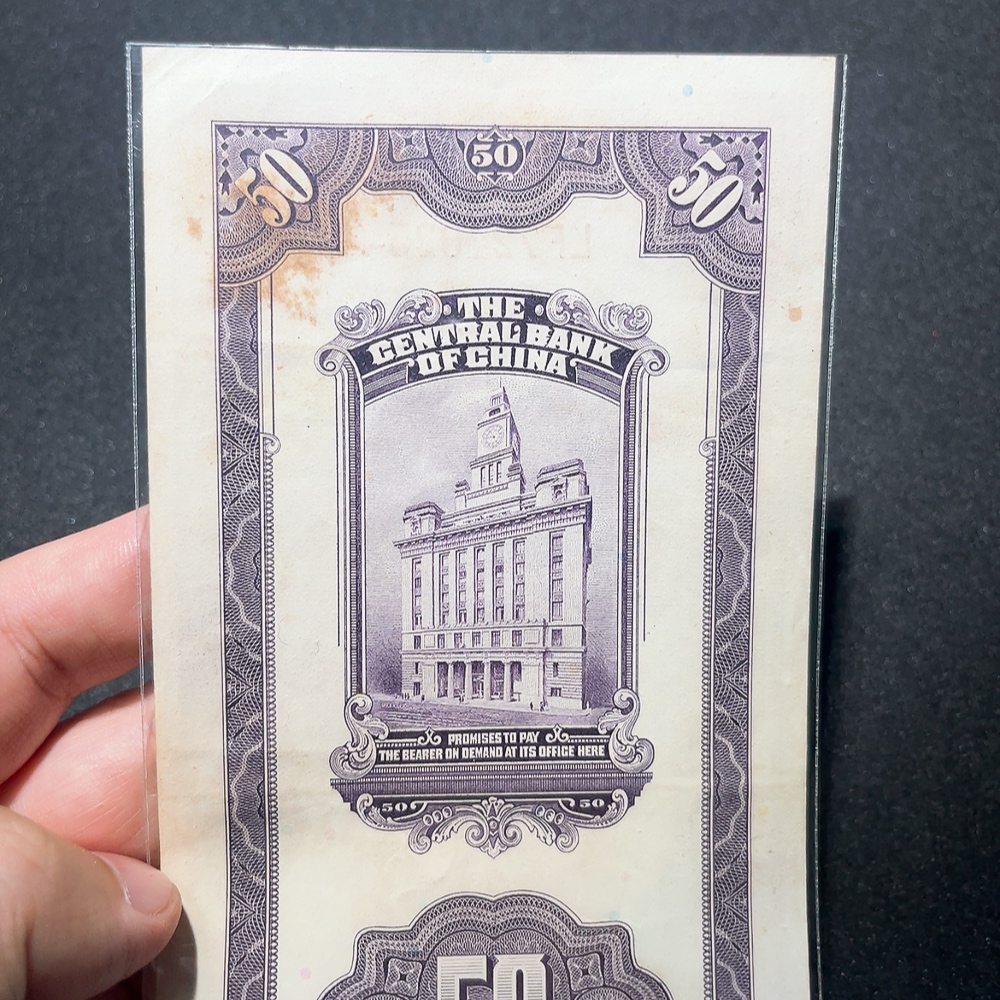 50 50 50
THE
CENTRAL BANK
OF CHINA
PROMISES TO PAY
THE BEARER ON DEMAND AT ITS OFFICE HERE
50 50
50